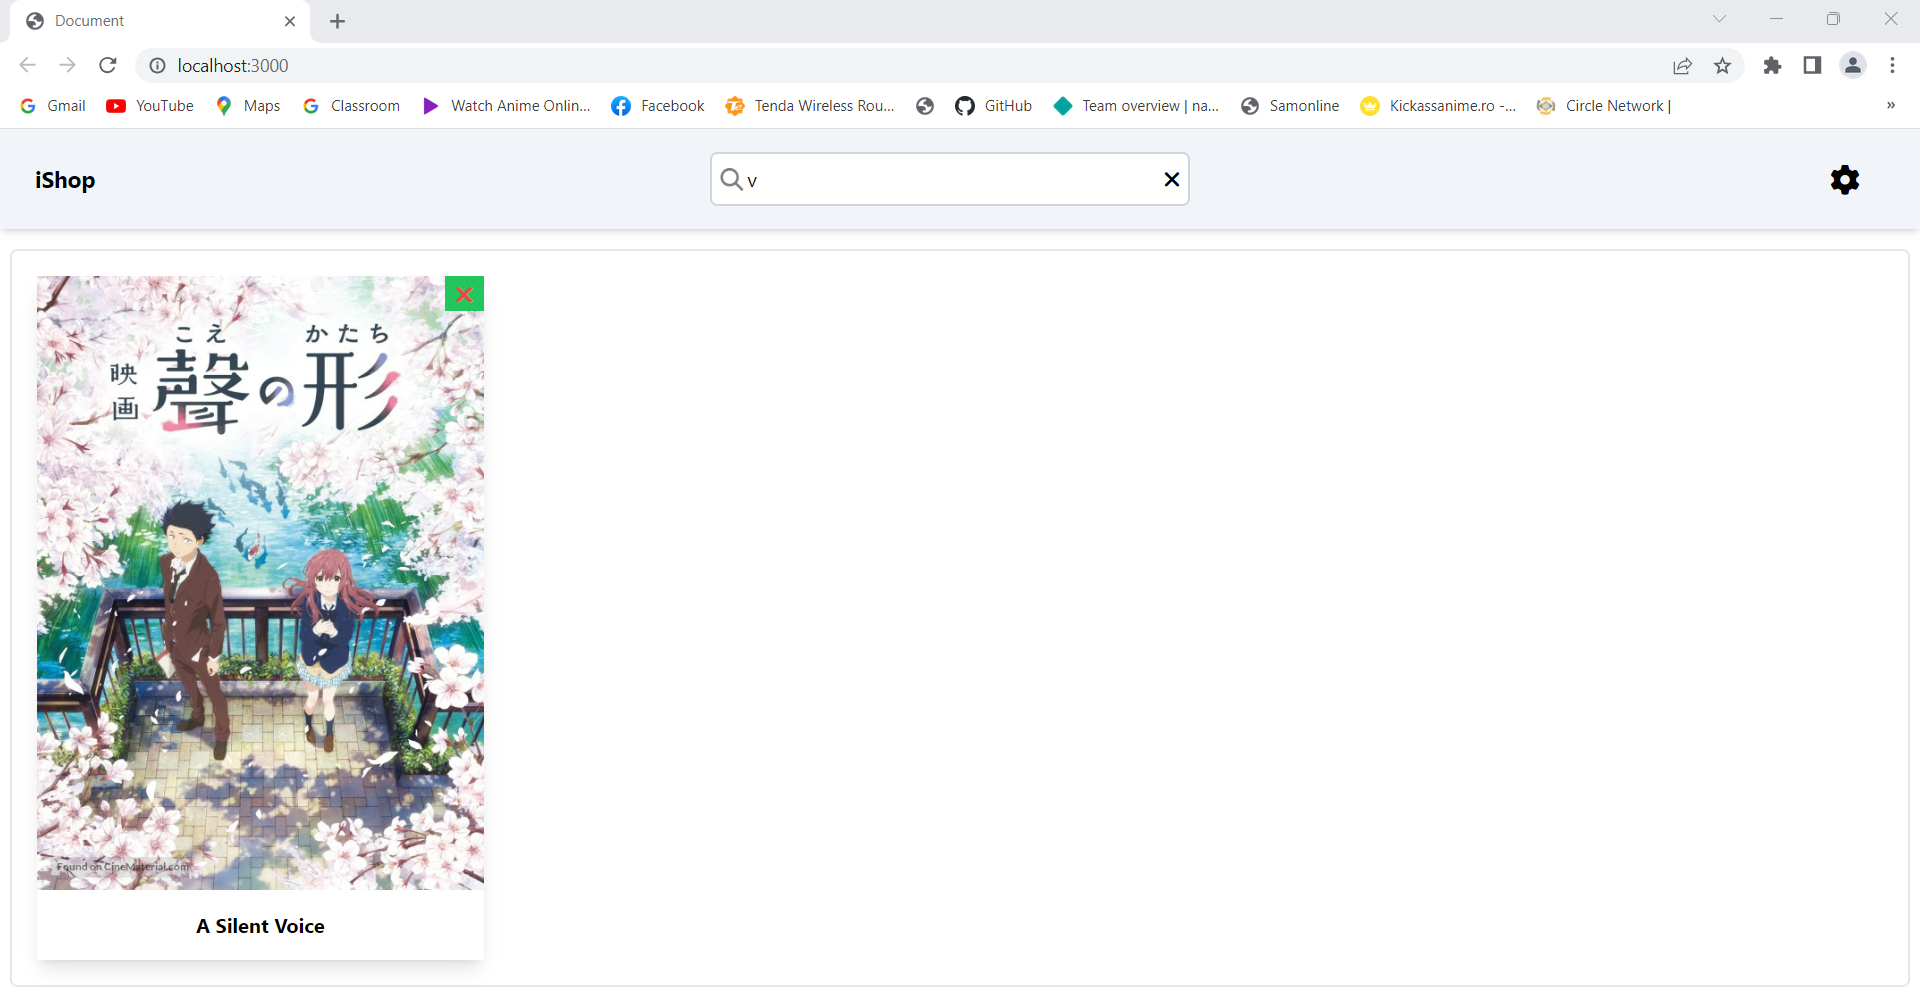 Document
localhost:3000
Gmail YouTube Maps Classroom Watch Anime Onlin... Facebook Tenda Wireless Rou... GitHub Team overview | na... Samonline Kickassanime.ro -... Circle Network | »
iShop
v
こえ かたち
映画 聲の形
Found on CineMaterial.com
A Silent Voice